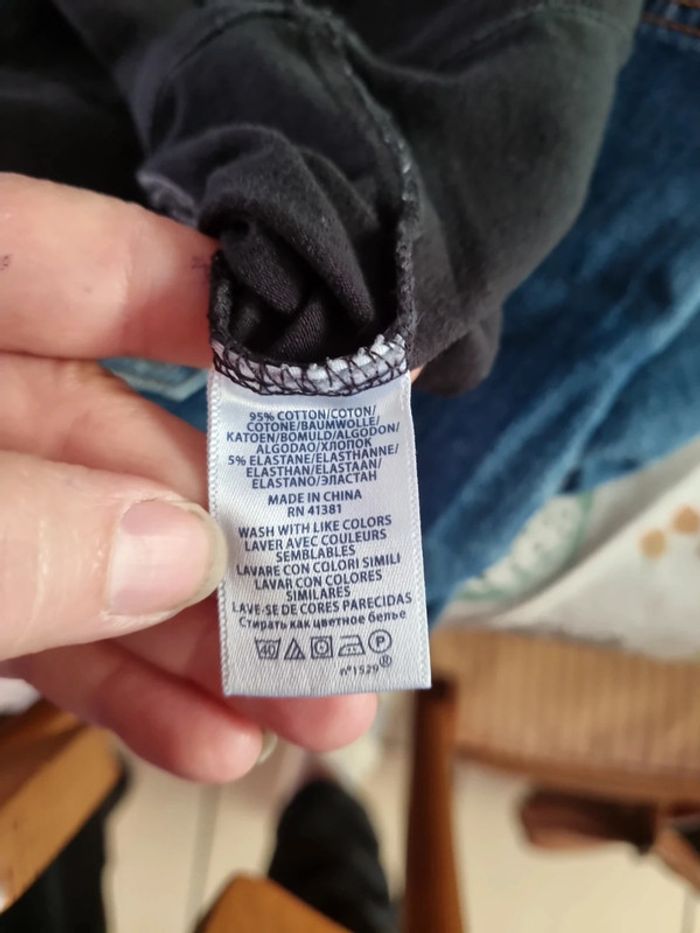 95% COTTON/COTON/
COTONE/BAUMWOLLE/
KATOEN/BOMULD/ALGODON/
ALGODAO/ХЛОПОК
5% ELASTANE/ELASTHANNE/
ELASTHAN/ELASTAAN/
ELASTANO/ЭЛАСТАН
MADE IN CHINA
RN 41381
WASH WITH LIKE COLORS
LAVER AVEC COULEURS
SEMBLABLES
LAVARE CON COLORI SIMILI
LAVAR CON COLORES
SIMILARES
LAVE-SE DE CORES PARECIDAS
Стирать как цветное белье
40 P
n°1529®